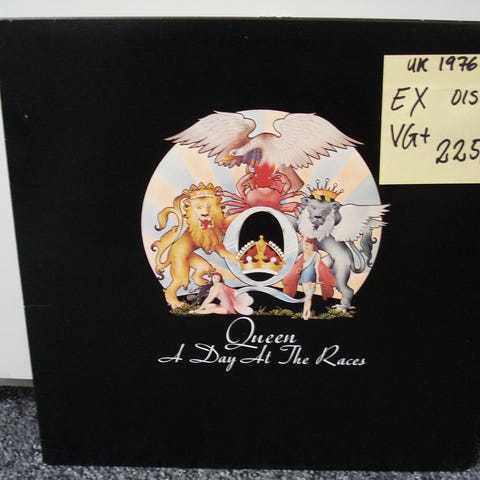 UK 1976
EX 015
VG+
225
Q
Queen
A Day At The Races